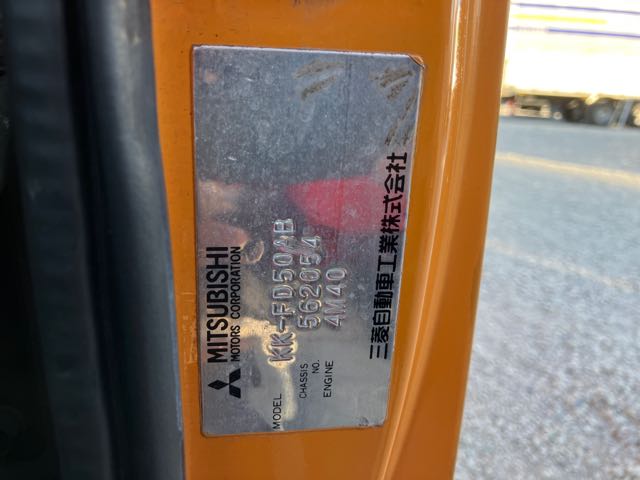 MITSUBISHI
MOTORS CORPORATION
MODEL KK-FD50AB
CHASSIS NO. 562054
ENGINE 4M40
三菱自動車工業株式会社